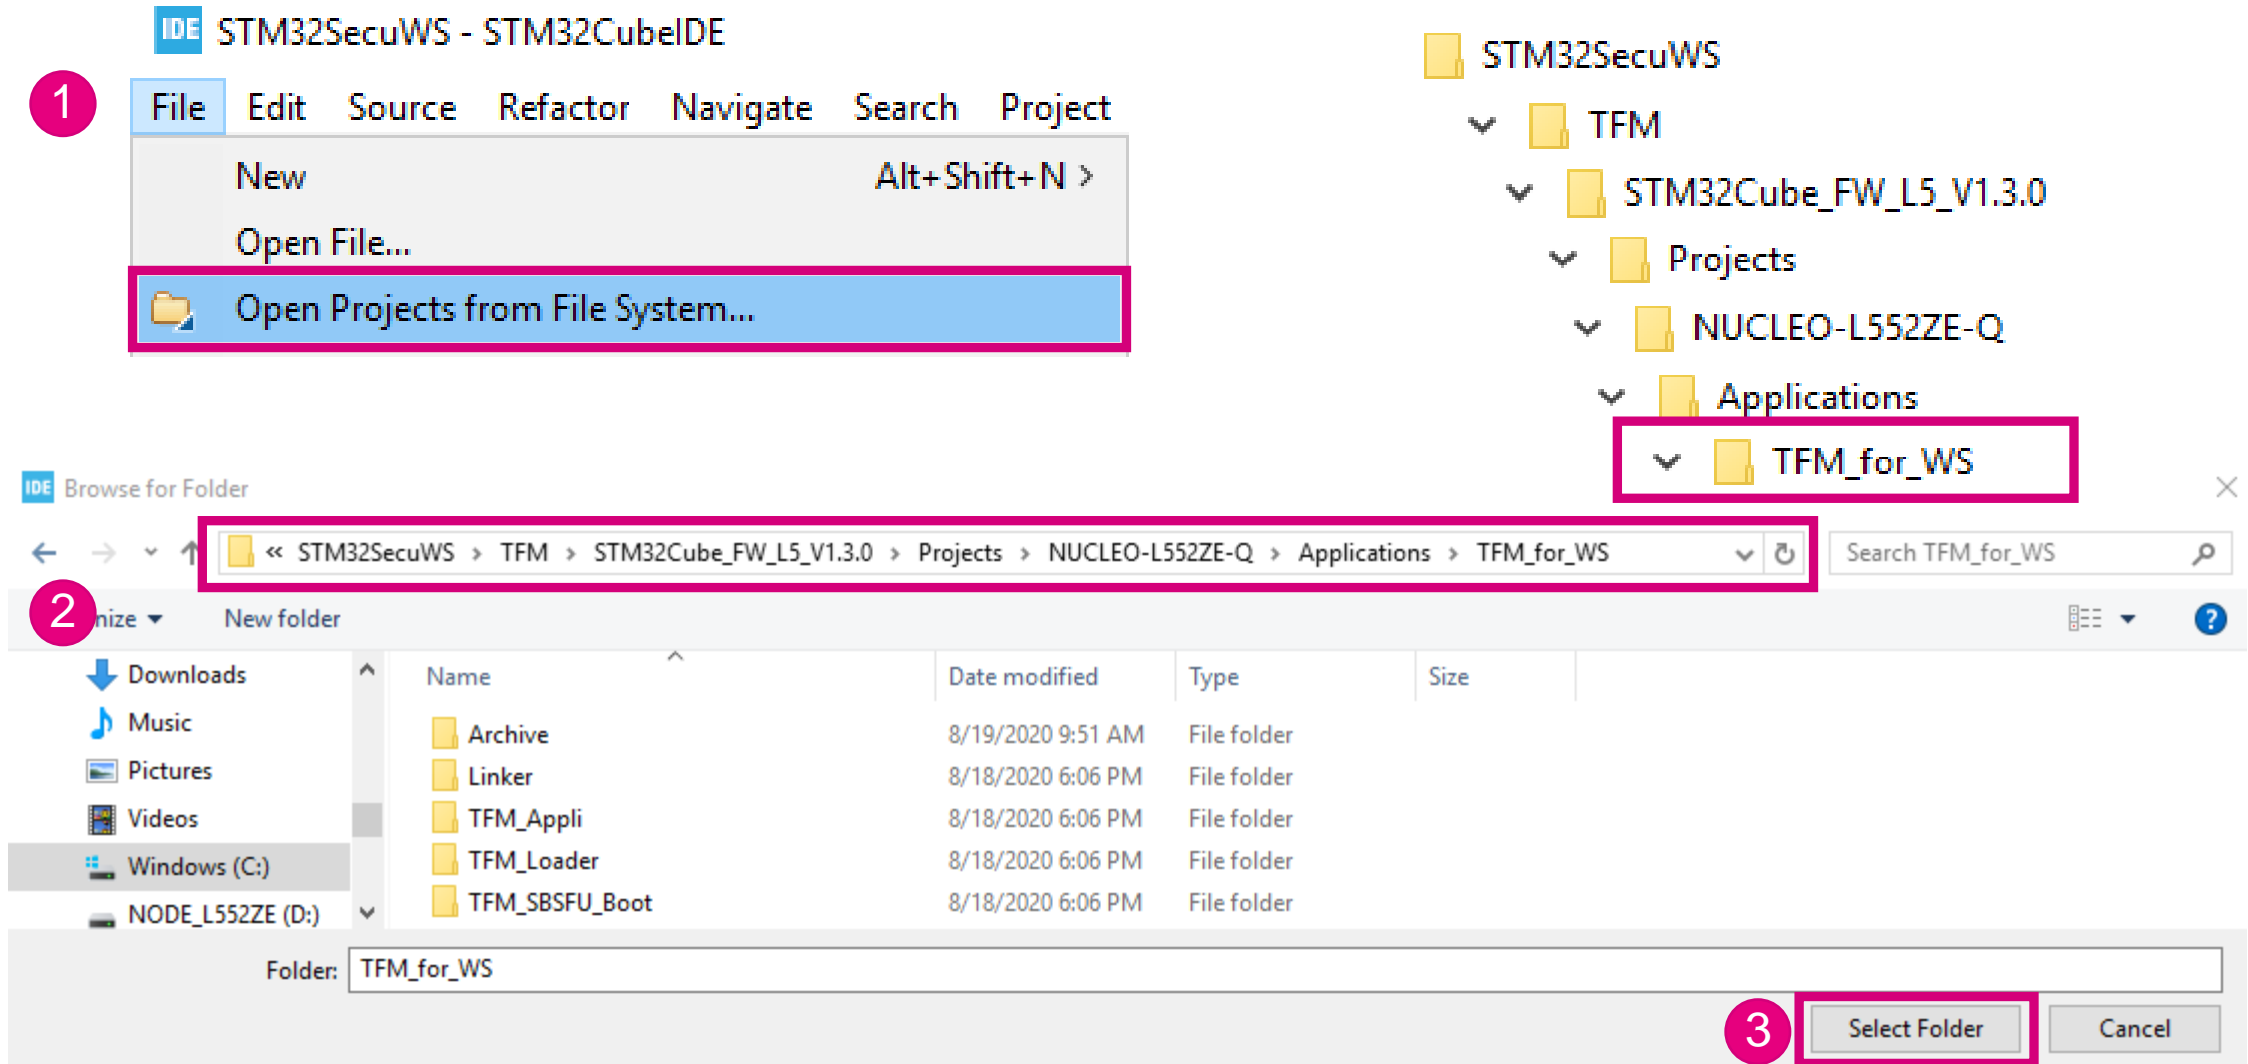 IDE STM32SecuWS - STM32CubeIDE
1
File Edit Source Refactor Navigate Search Project
New Alt+Shift+N >
Open File...
Open Projects from File System...
STM32SecuWS
TFM
STM32Cube_FW_L5_V1.3.0
Projects
NUCLEO-L552ZE-Q
Applications
TFM_for_WS
IDE Browse for Folder
« STM32SecuWS > TFM > STM32Cube_FW_L5_V1.3.0 > Projects > NUCLEO-L552ZE-Q > Applications > TFM_for_WS
Search TFM_for_WS
2
nize New folder
?
Downloads
Music
Pictures
Videos
Windows (C:)
NODE_L552ZE (D:)
Name Date modified Type Size
Archive 8/19/2020 9:51 AM File folder
Linker 8/18/2020 6:06 PM File folder
TFM_Appli 8/18/2020 6:06 PM File folder
TFM_Loader 8/18/2020 6:06 PM File folder
TFM_SBSFU_Boot 8/18/2020 6:06 PM File folder
Folder: TFM_for_WS
3
Select Folder Cancel